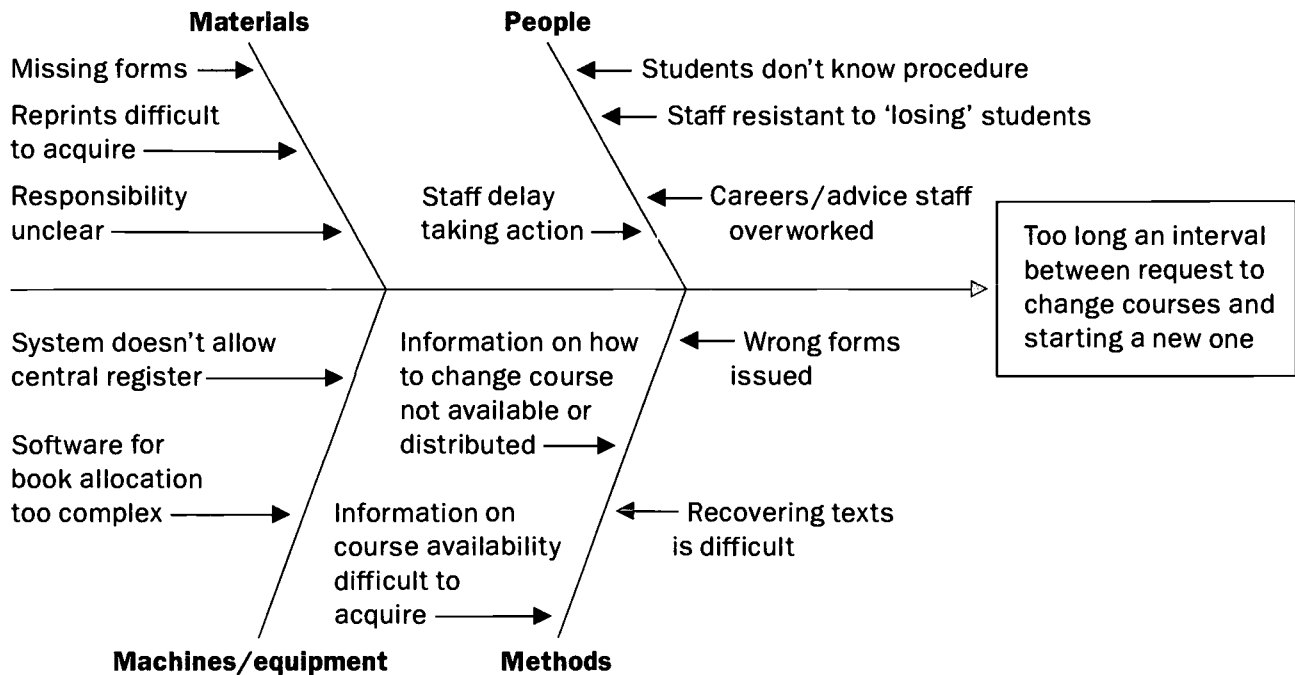 Materials
People
Missing forms
Students don't know procedure
Reprints difficult
to acquire
Staff resistant to 'losing' students
Responsibility
unclear
Staff delay
taking action
Careers/advice staff
overworked
Too long an interval
between request to
change courses and
starting a new one
System doesn't allow
central register
Information on how
to change course
not available or
distributed
Wrong forms
issued
Software for
book allocation
too complex
Information on
course availability
difficult to
acquire
Recovering texts
is difficult
Machines/equipment
Methods